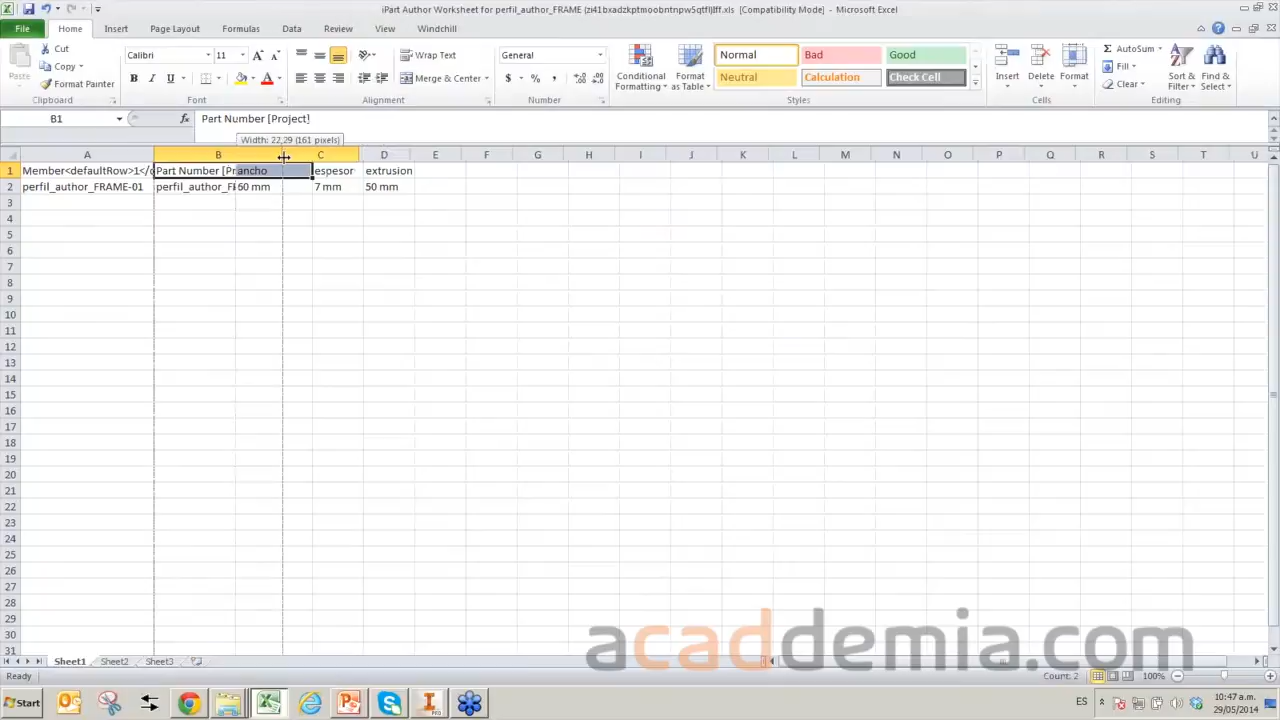 iPart Author Worksheet for perfil_author_FRAME (zi41bxadzkptmoobntnpw5qtflljlff.xls [Compatibility Mode] - Microsoft Excel
File Home Insert Page Layout Formulas Data Review View Windchill
Paste
Cut
Copy
Format Painter
Clipboard
Calibri 11
B I U
Font
Wrap Text
Merge & Center
Alignment
General
$ % ,
Number
Conditional Formatting
Format as Table
Normal Bad Good
Neutral Calculation Check Cell
Styles
Insert Delete Format
Cells
AutoSum
Fill
Clear
Sort & Filter
Find & Select
Editing
B1 fx Part Number [Project]
Width: 22,29 (161 pixels)
A B C D E F G H I J K L M N O P Q R S T U
1 Member<defaultRow>1</ Part Number [Pr ancho espesor extrusion
2 perfil_author_FRAME-01 perfil_author_F 60 mm 7 mm 50 mm
3
4
5
6
7
8
9
10
11
12
13
14
15
16
17
18
19
20
21
22
23
24
25
26
27
28
29
30
31
acaddemia.com
Sheet1 Sheet2 Sheet3
Ready Count: 2 100%
Start ES 10:47 a.m.
29/05/2014